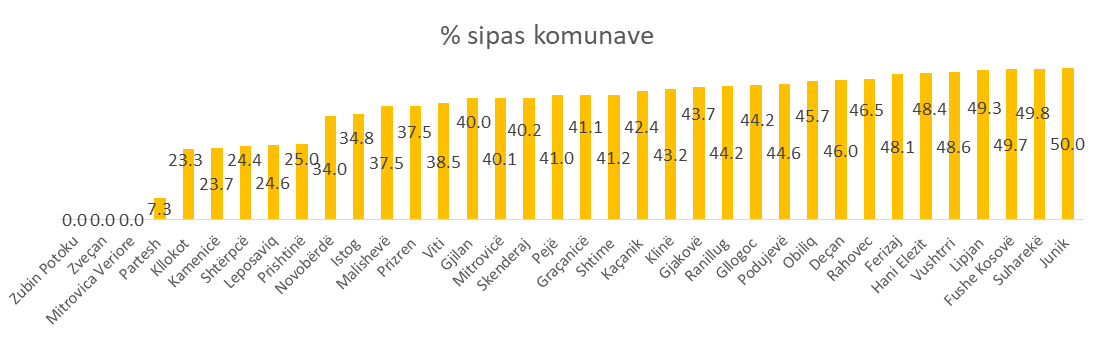 % sipas komunave
0.0 0.0 0.0 7.3 23.3 23.7 24.4 24.6 25.0 34.0 34.8 37.5 37.5 38.5 40.0 40.1 40.2 41.0 41.1 41.2 42.4 43.2 43.7 44.2 44.2 44.6 45.7 46.0 46.5 48.1 48.4 48.6 49.3 49.7 49.8 50.0
Zubin Potoku
Zveçan
Mitrovica Veriore
Partesh
Kllokot
Kamenicë
Shtërpcë
Leposaviq
Prishtinë
Novobërdë
Istog
Malishevë
Prizren
Viti
Gjilan
Mitrovicë
Skenderaj
Pejë
Graçanicë
Shtime
Kaçanik
Klinë
Gjakovë
Ranillug
Gllogoc
Podujevë
Obiliq
Deçan
Rahovec
Ferizaj
Hani Elezit
Vushtrri
Lipjan
Fushe Kosovë
Suharekë
Junik